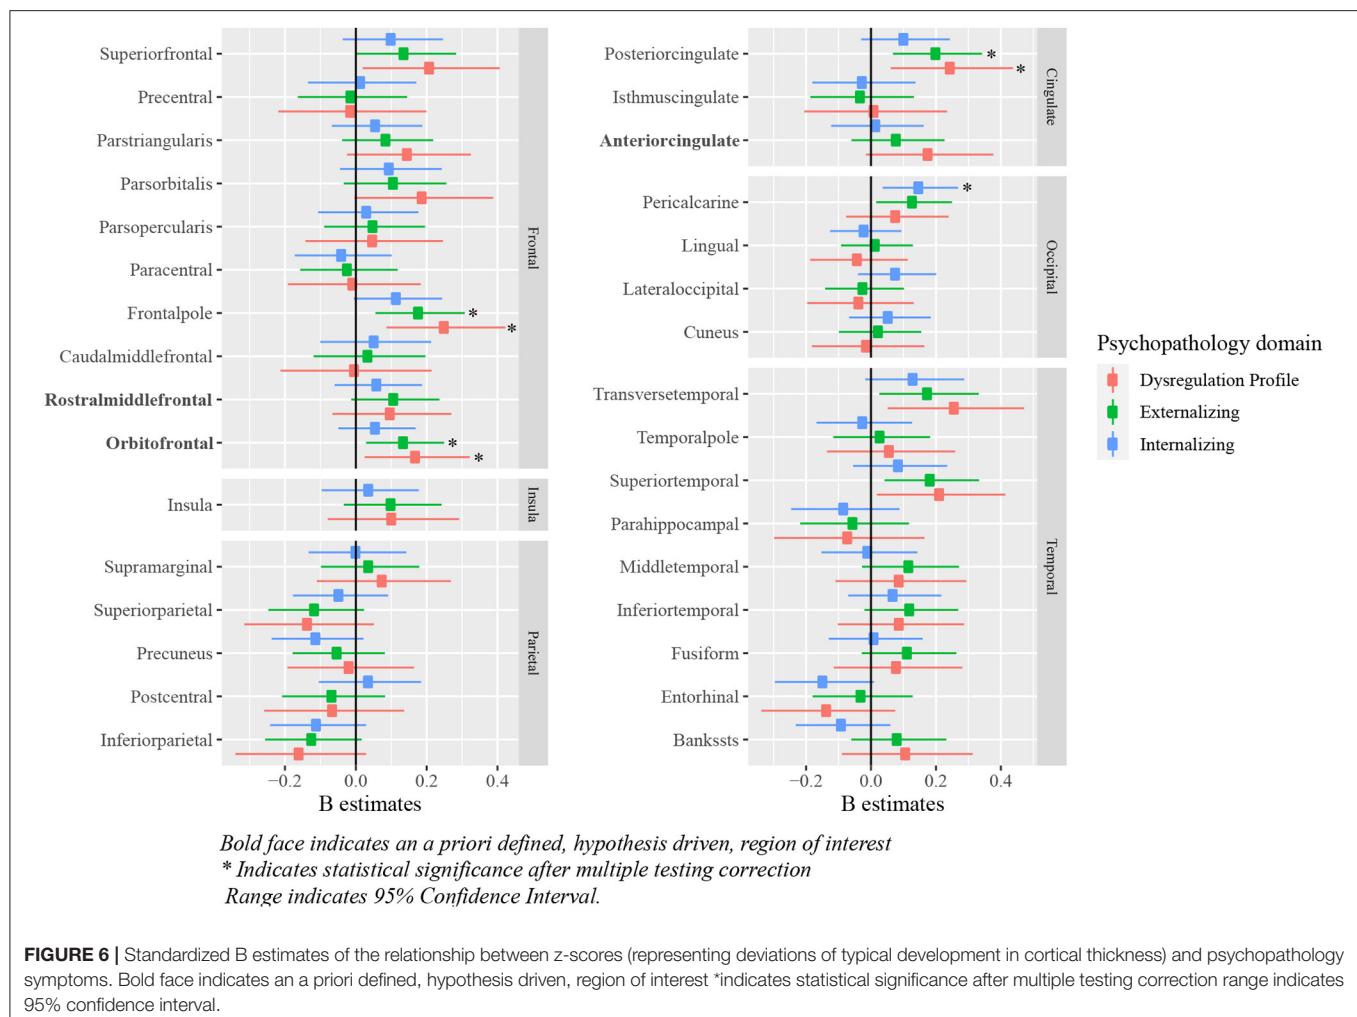 Superiorfrontal
Precentral
Parstriangularis
Parsorbitalis
Parsopercularis
Paracentral
Frontalpole
Caudalmiddlefrontal
Rostralmiddlefrontal
Orbitofrontal
* *
* *
Frontal
Insula
Insula
Supramarginal
Superiorparietal
Precuneus
Postcentral
Inferiorparietal
Parietal
−0.2 0.0 0.2 0.4
B estimates
Posteriorcingulate
Isthmuscingulate
Anteriorcingulate
* *
Cingulate
Pericalcarine
Lingual
Lateraloccipital
Cuneus
*
Occipital
Transversetemporal
Temporalpole
Superiortemporal
Parahippocampal
Middletemporal
Inferiortemporal
Fusiform
Entorhinal
Bankssts
Temporal
−0.2 0.0 0.2 0.4
B estimates
Psychopathology domain
Dysregulation Profile
Externalizing
Internalizing
Bold face indicates an a priori defined, hypothesis driven, region of interest
* Indicates statistical significance after multiple testing correction
Range indicates 95% Confidence Interval.
FIGURE 6 | Standardized B estimates of the relationship between z-scores (representing deviations of typical development in cortical thickness) and psychopathology
symptoms. Bold face indicates an a priori defined, hypothesis driven, region of interest *indicates statistical significance after multiple testing correction range indicates
95% confidence interval.